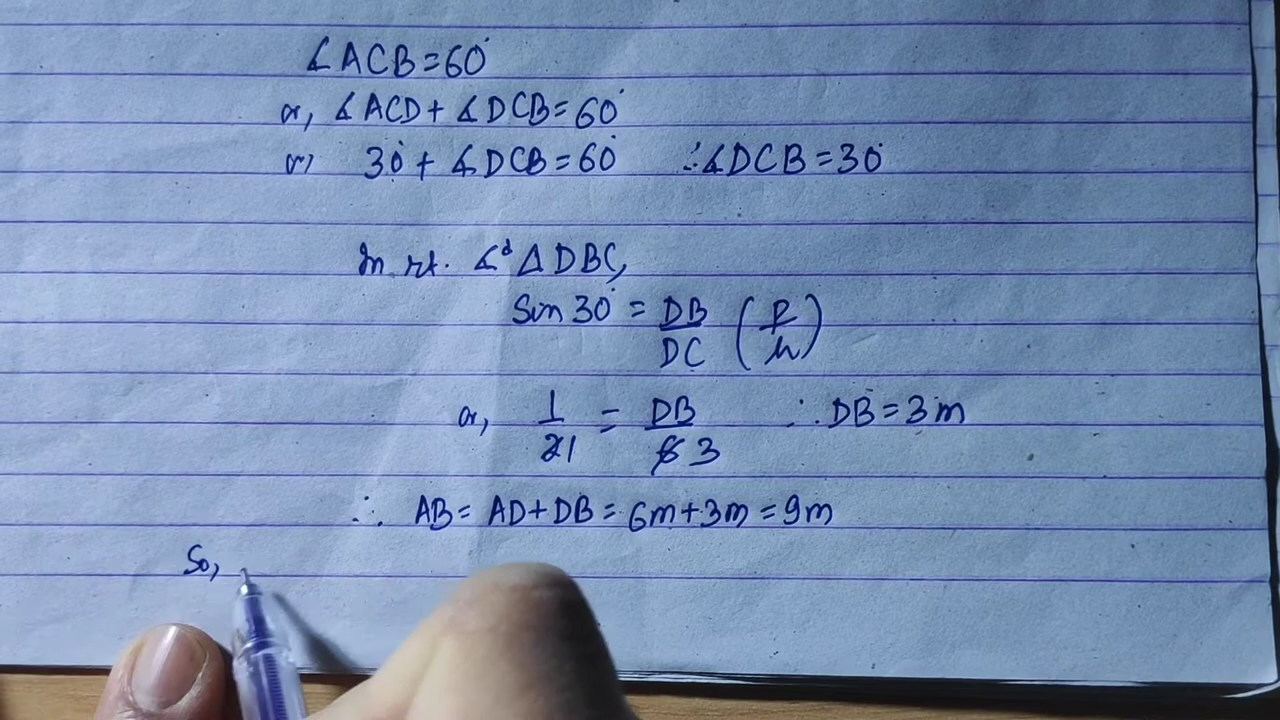 ∡ACB=60°
or, ∡ACD+ ∡DCB=60°
or, 30°+ ∡DCB=60° ∴∡DCB=30°
In rt. ∡d ΔDBC,
Sin 30° = DB/DC (P/h)
or, 1/2 1 = DB/6 3 ∴ DB=3m
∴ AB= AD+DB= 6m+3m=9m
So,